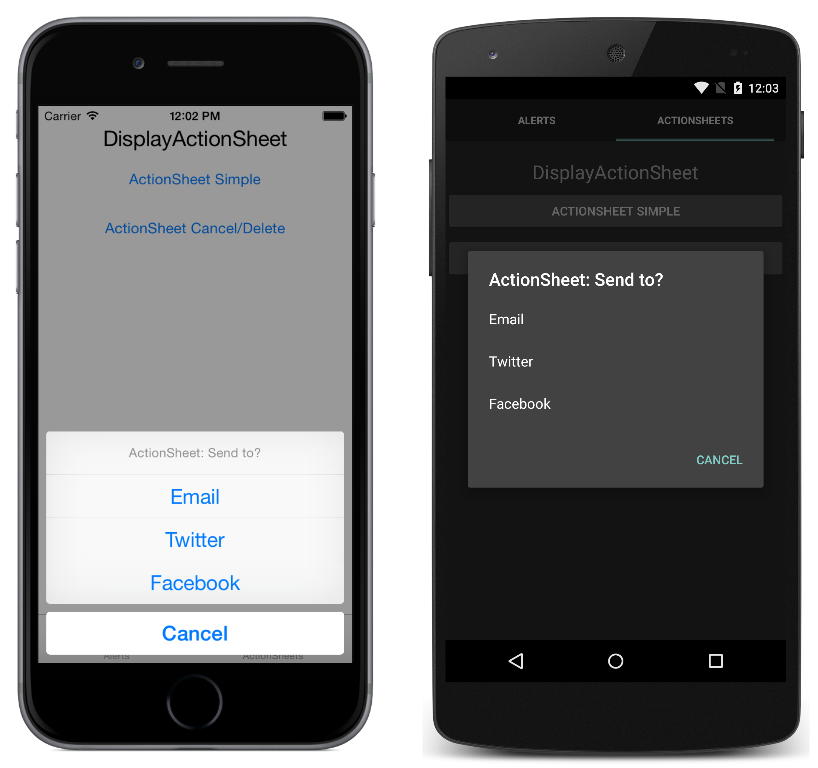 Carrier 12:02 PM
DisplayActionSheet
ActionSheet Simple
ActionSheet Cancel/Delete
ActionSheet: Send to?
Email
Twitter
Facebook
Cancel
Alerts ActionSheets
12:03
ALERTS ACTIONSHEETS
DisplayActionSheet
ACTIONSHEET SIMPLE
ActionSheet: Send to?
Email
Twitter
Facebook
CANCEL